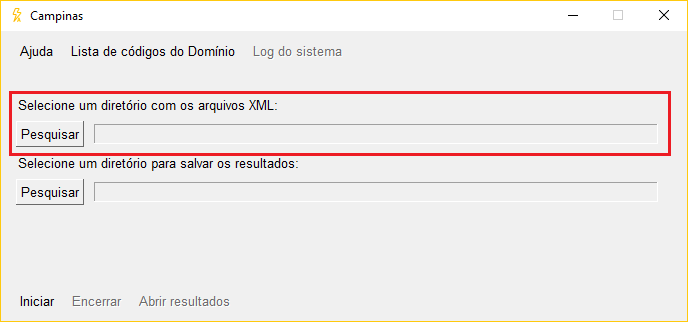 Campinas
Ajuda Lista de códigos do Domínio Log do sistema
Selecione um diretório com os arquivos XML:
Pesquisar
Selecione um diretório para salvar os resultados:
Pesquisar
Iniciar Encerrar Abrir resultados